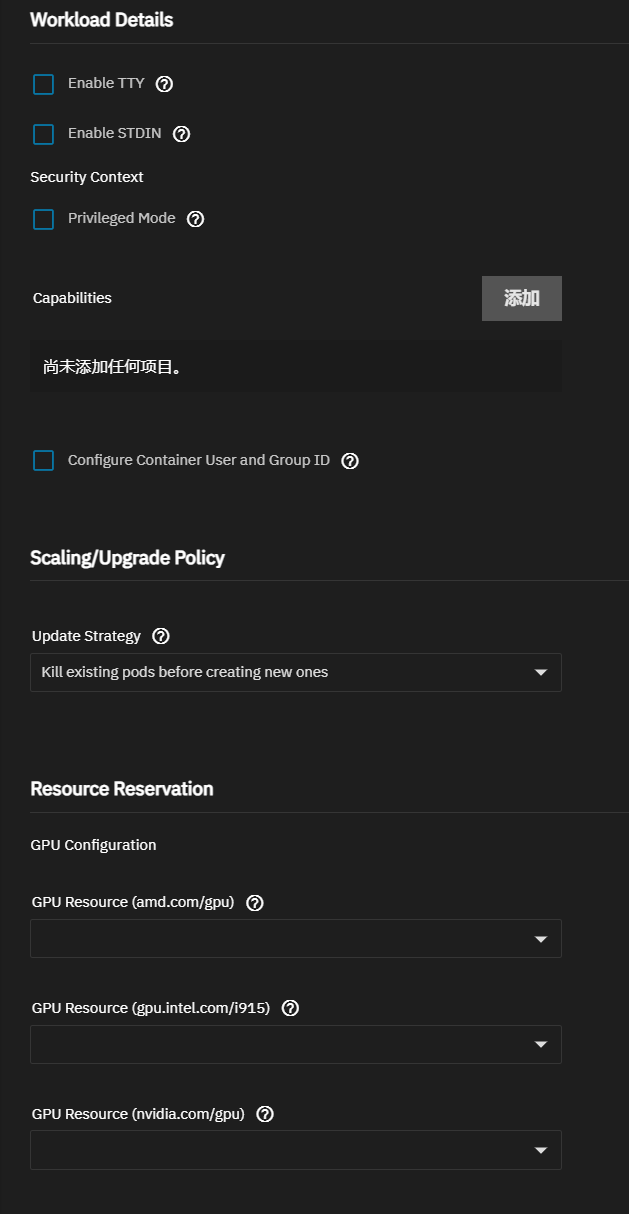 Workload Details
Enable TTY
Enable STDIN
Security Context
Privileged Mode
Capabilities
添加
尚未添加任何项目。
Configure Container User and Group ID
Scaling/Upgrade Policy
Update Strategy
Kill existing pods before creating new ones
Resource Reservation
GPU Configuration
GPU Resource (amd.com/gpu)
GPU Resource (gpu.intel.com/i915)
GPU Resource (nvidia.com/gpu)